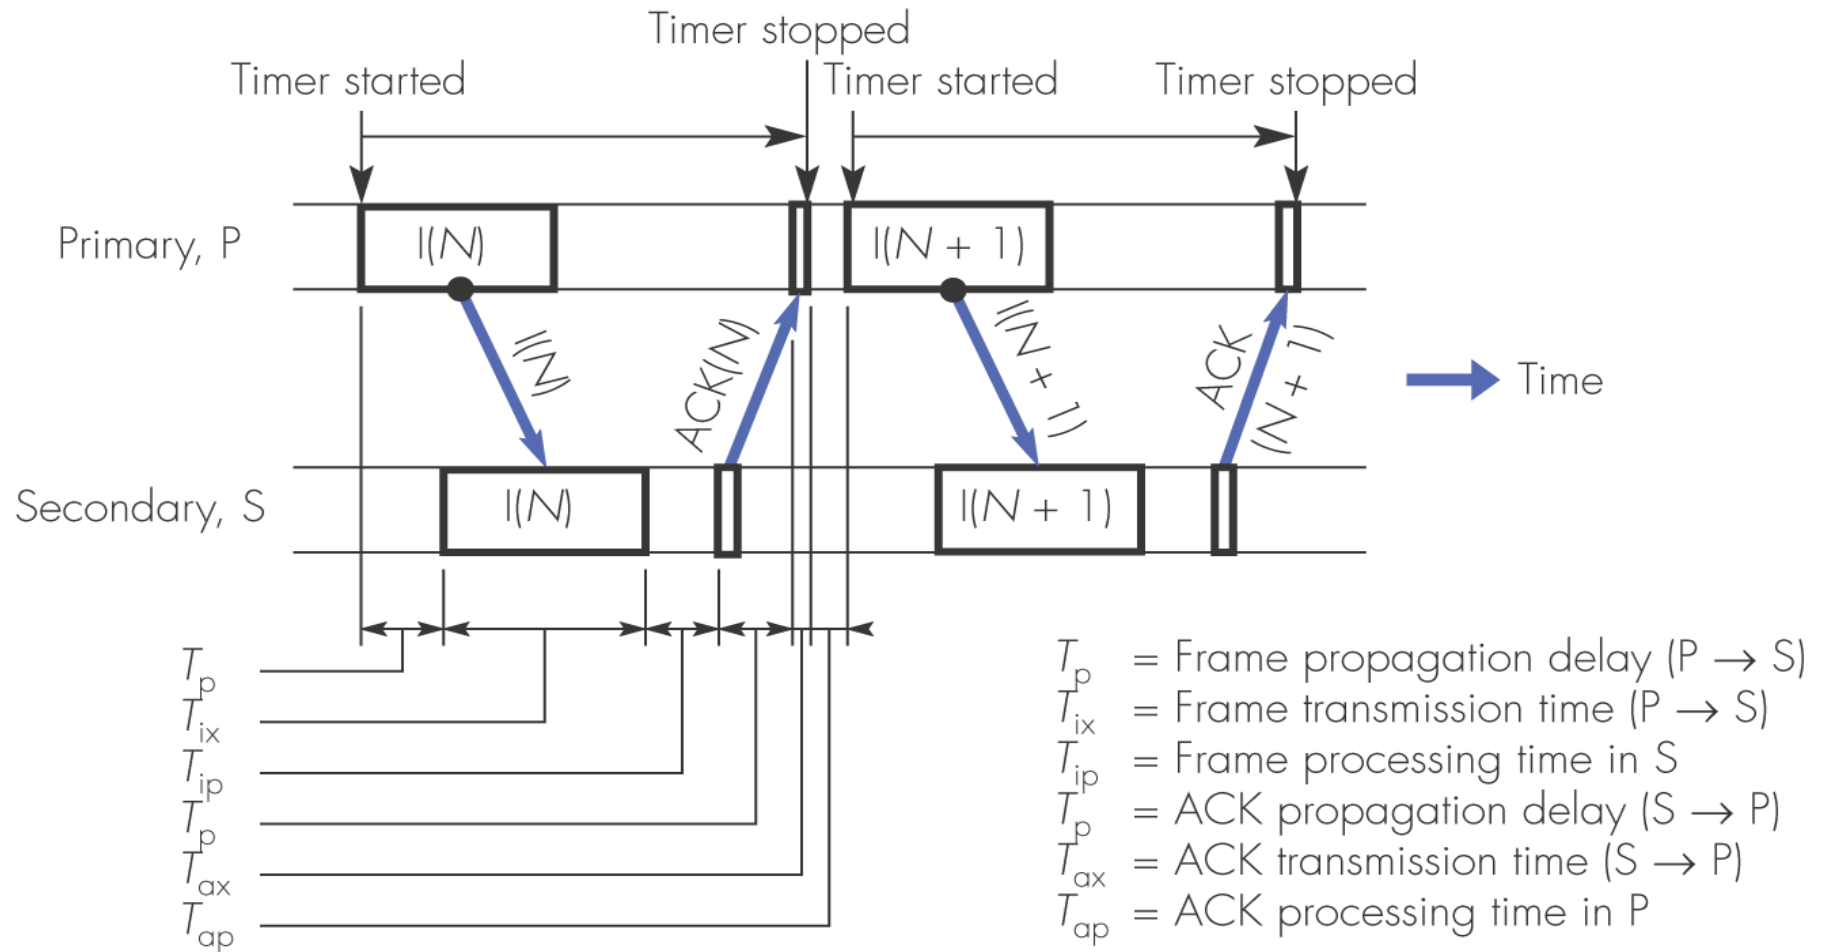 Timer stopped
Timer started
Timer started
Timer stopped
Primary, P
I(N)
I(N + 1)
I(N)
ACK(N)
I(N + 1)
ACK
(N + 1)
Time
Secondary, S
I(N)
I(N + 1)
Tp
Tix
Tip
Tp
Tax
Tap
Tp = Frame propagation delay (P → S)
Tix = Frame transmission time (P → S)
Tip = Frame processing time in S
Tp = ACK propagation delay (S → P)
Tax = ACK transmission time (S → P)
Tap = ACK processing time in P